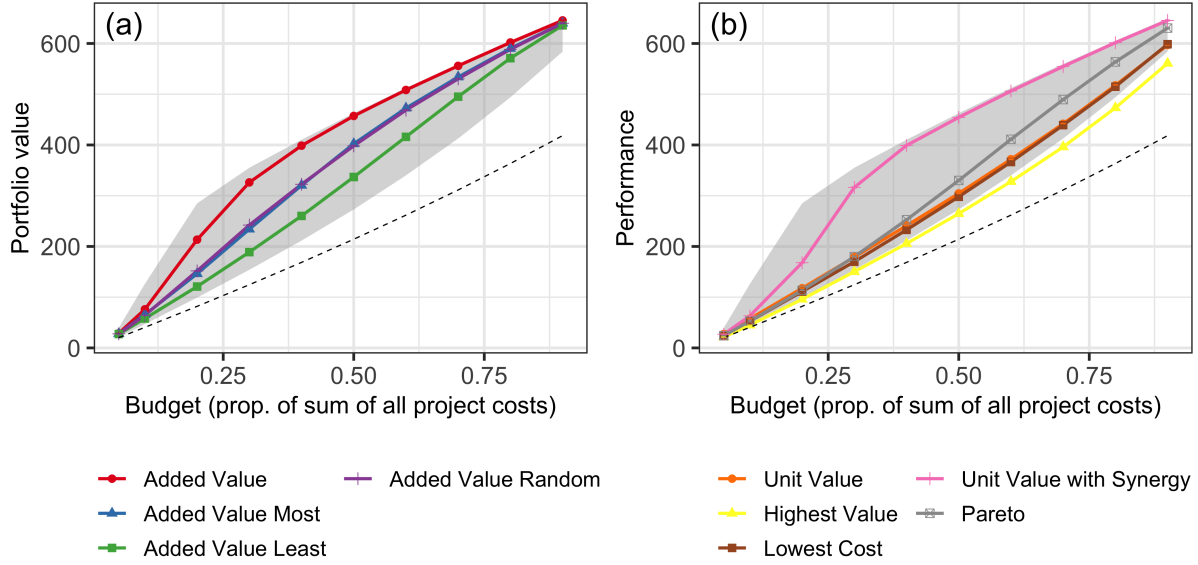 (a)
Portfolio value
600
400
200
0
0.25 0.50 0.75
Budget (prop. of sum of all project costs)
Added Value
Added Value Most
Added Value Least
Added Value Random
(b)
Performance
600
400
200
0
0.25 0.50 0.75
Budget (prop. of sum of all project costs)
Unit Value
Highest Value
Lowest Cost
Unit Value with Synergy
Pareto